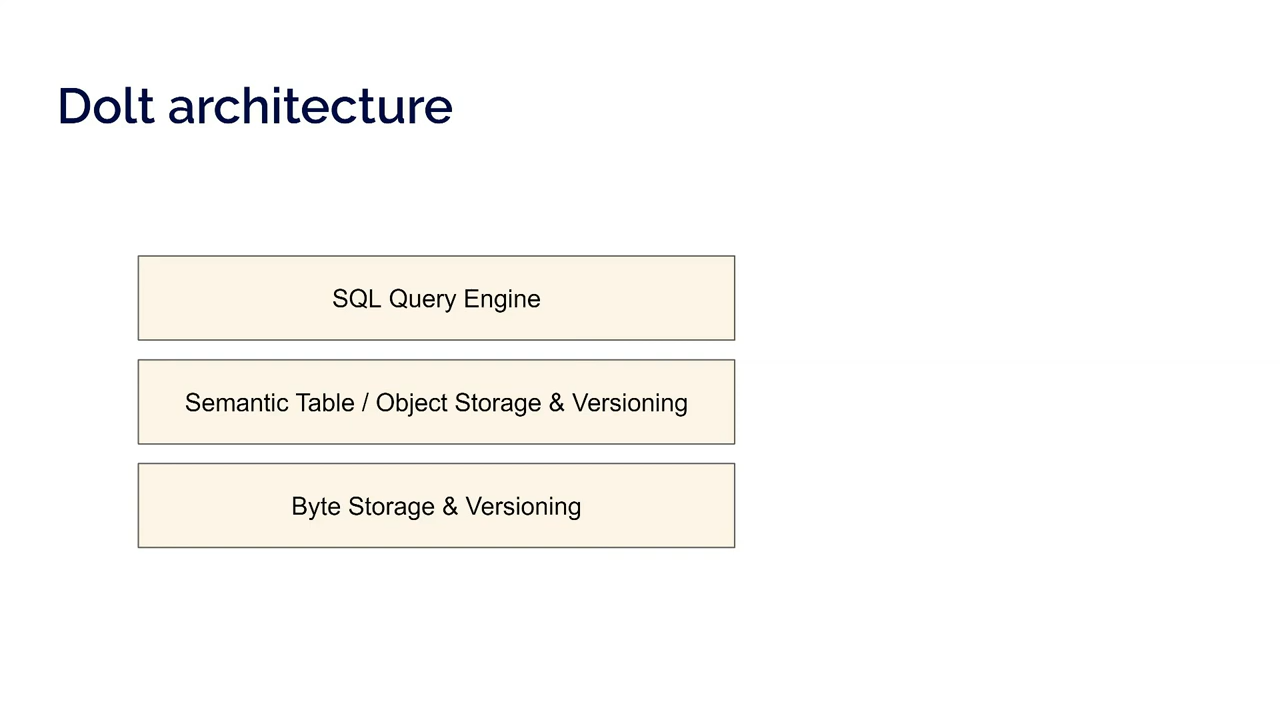 Dolt architecture
SQL Query Engine
Semantic Table / Object Storage & Versioning
Byte Storage & Versioning